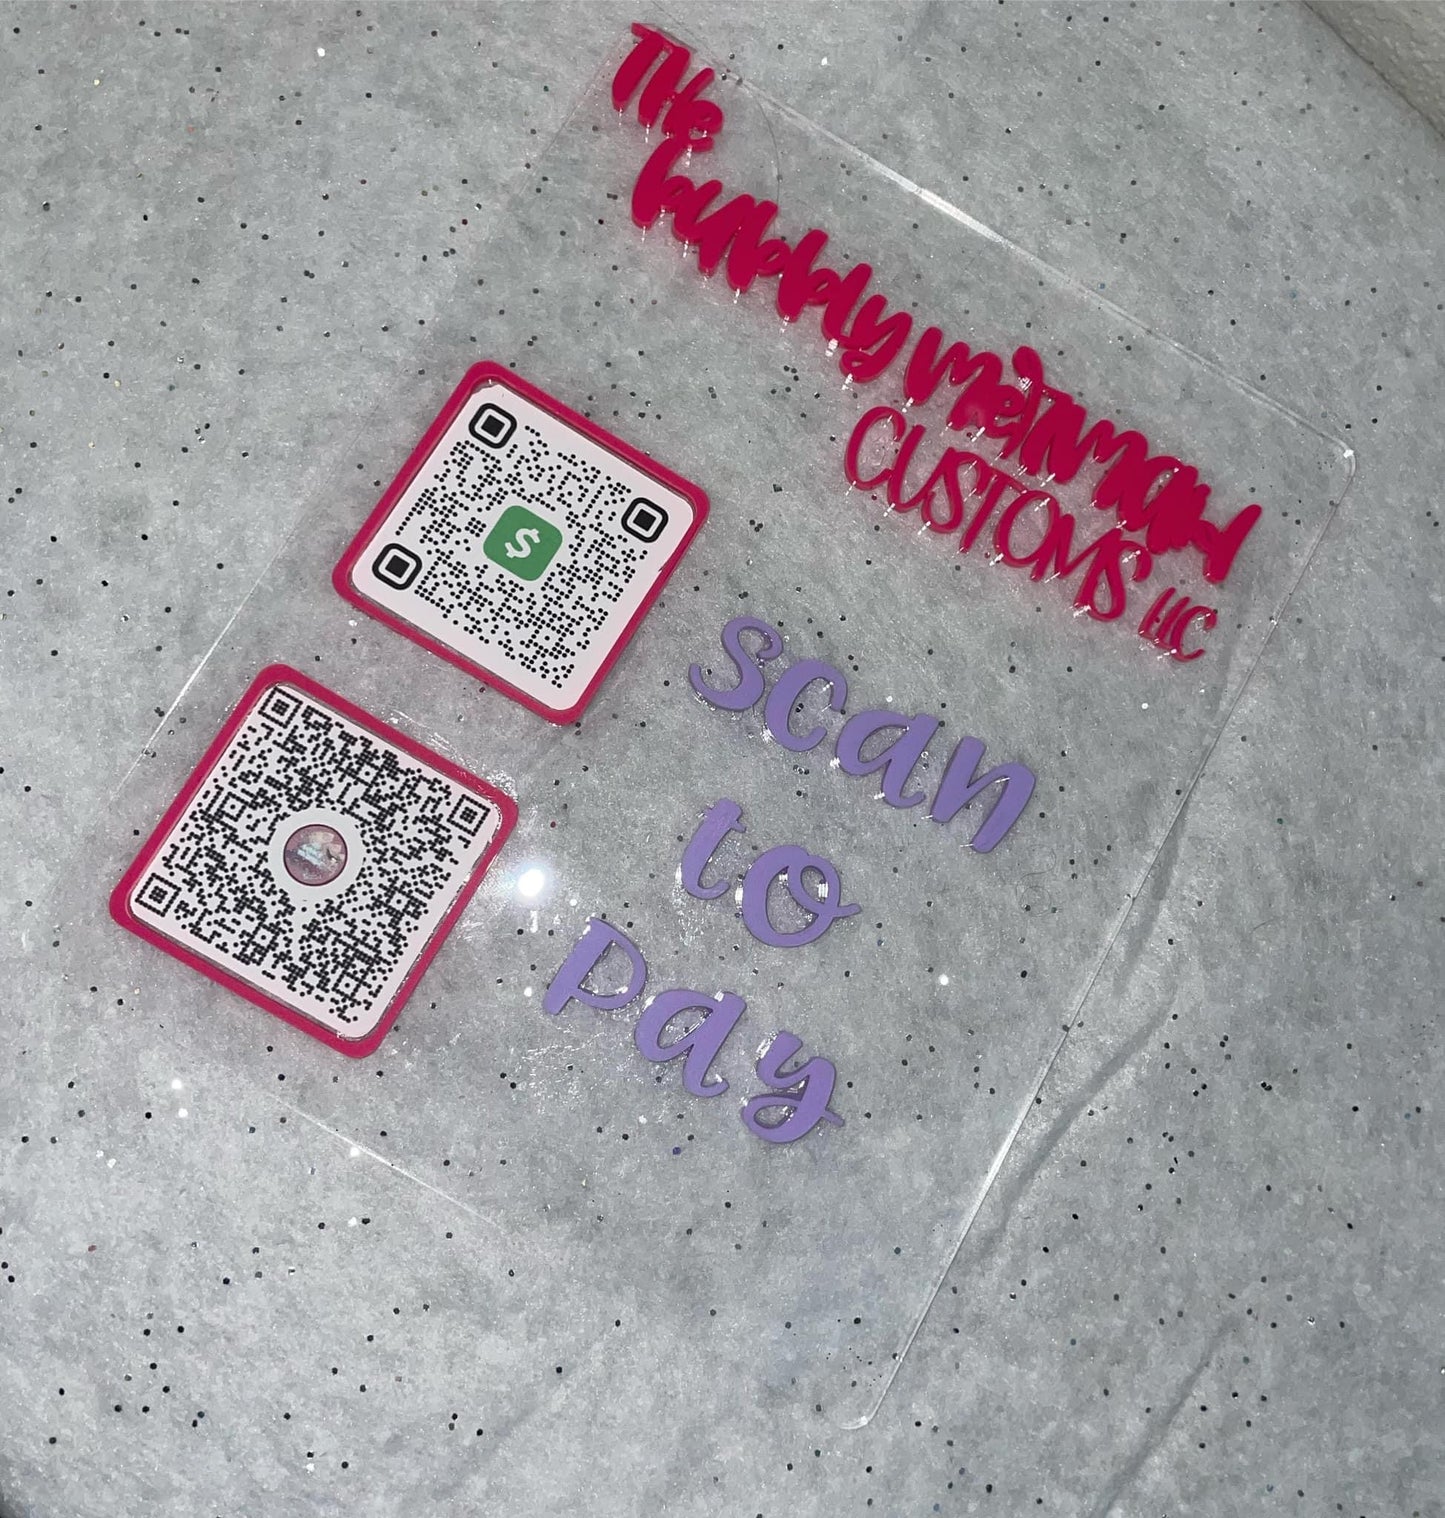 The
bubbly mermaid
CUSTOMS LLC
$
scan
to
pay